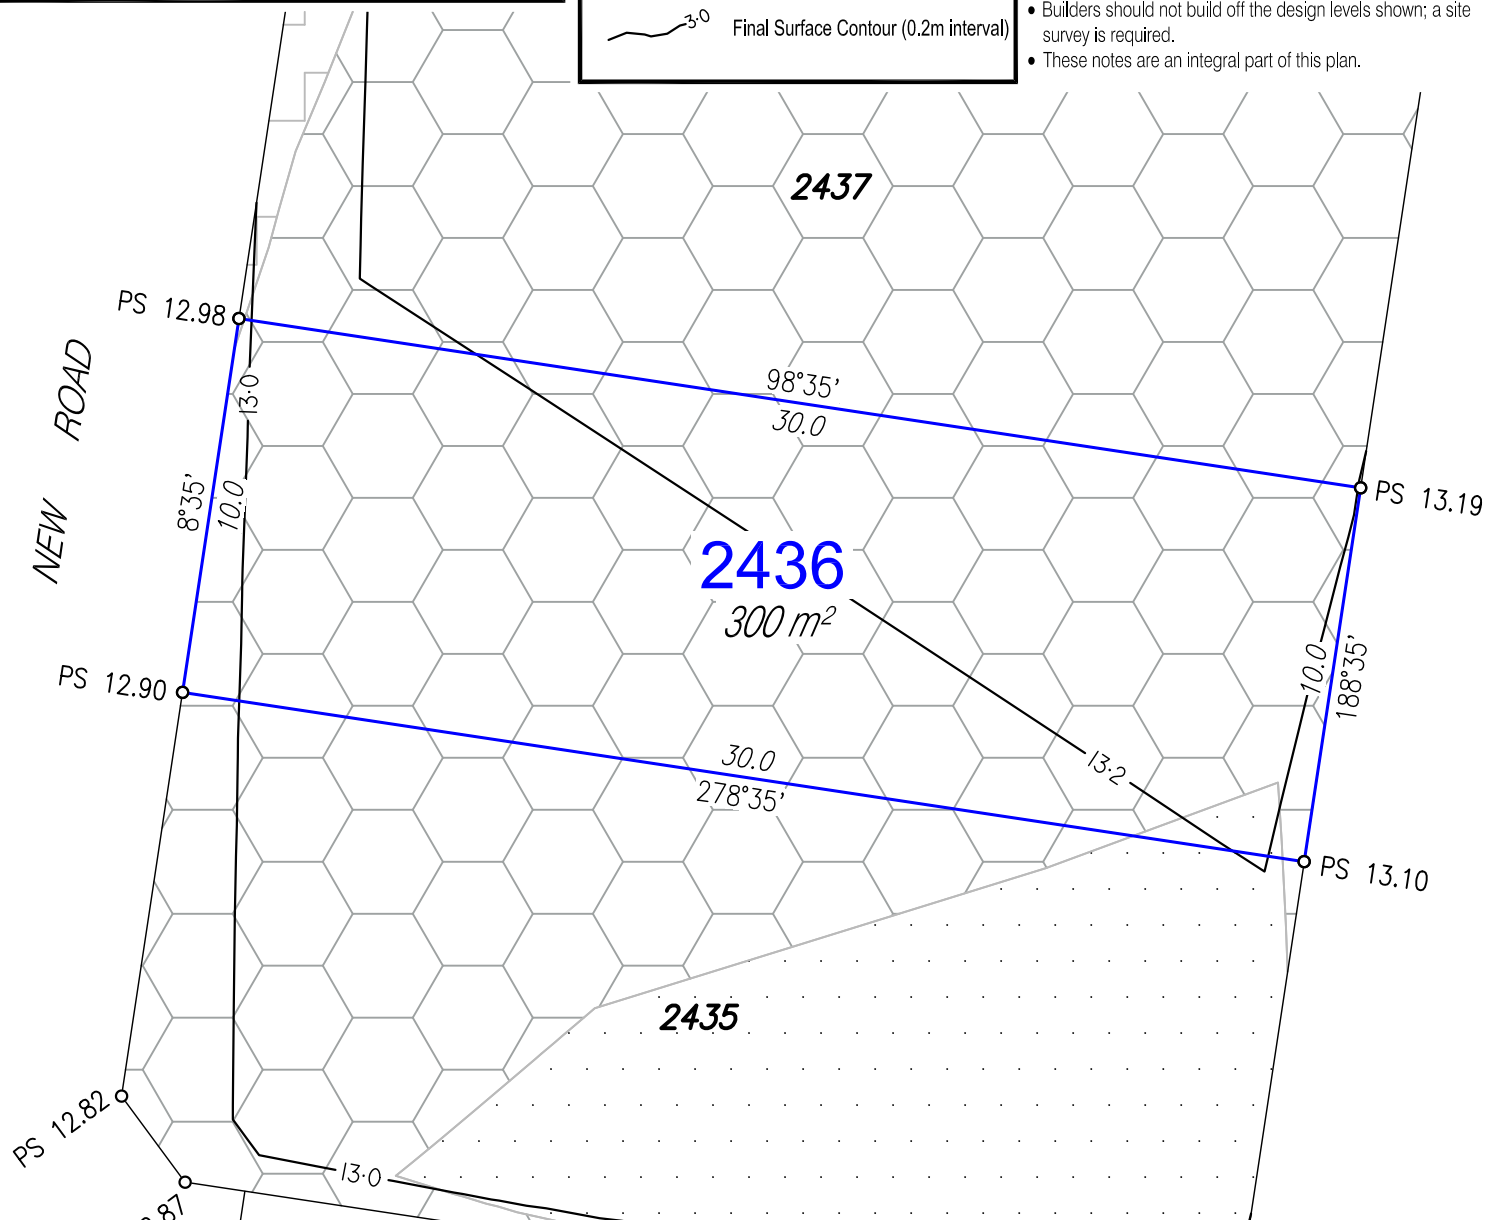 3·0
Final Surface Contour (0.2m interval)
• Builders should not build off the design levels shown; a site
survey is required.
• These notes are an integral part of this plan.
2437
PS 12.98
NEW ROAD
13·0
98°35'
30.0
8°35'
10.0
PS 13.19
2436
300 m²
10.0
188°35'
PS 12.90
30.0
278°35'
13·2
PS 13.10
2435
PS 12.82
13·0